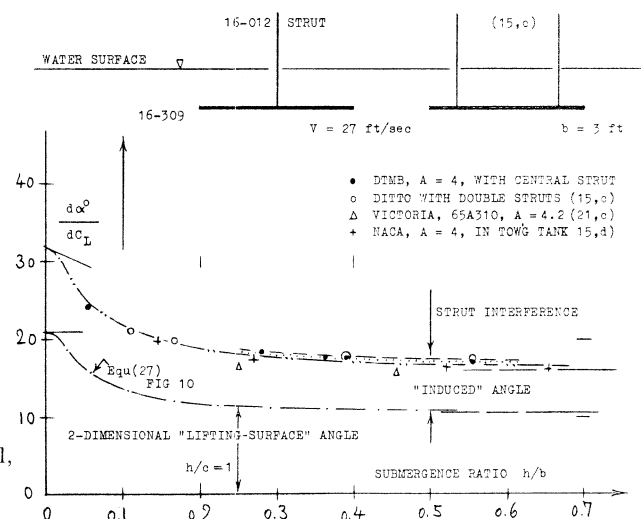 16-012 STRUT (15,c)
WATER SURFACE
16-309
V = 27 ft/sec b = 3 ft
40
dα°
dC_L
• DTMB, A = 4, WITH CENTRAL STRUT
○ DITTO WITH DOUBLE STRUTS (15,c)
△ VICTORIA, 65A310, A = 4.2 (21,c)
+ NACA, A = 4, IN TOW'G TANK 15,d)
30
STRUT INTERFERENCE
20
Equ(27)
FIG 10
"INDUCED" ANGLE
10
2-DIMENSIONAL "LIFTING-SURFACE" ANGLE
h/c = 1
SUBMERGENCE RATIO h/b
l,
0
0 0.1 0.2 0.3 0.4 0.5 0.6 0.7